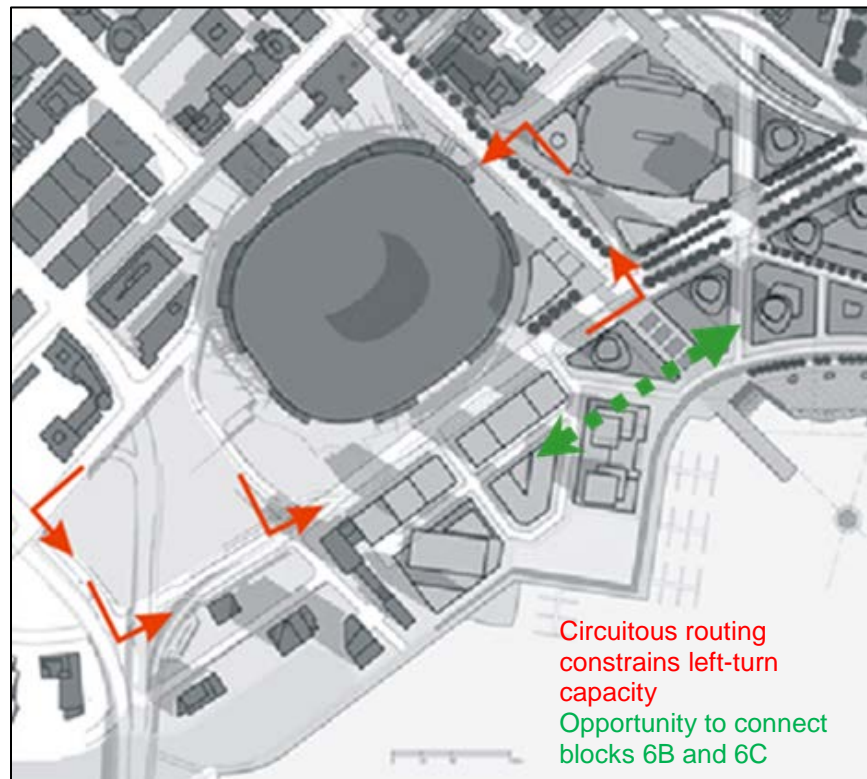 Circuitous routing
constrains left-turn
capacity
Opportunity to connect
blocks 6B and 6C